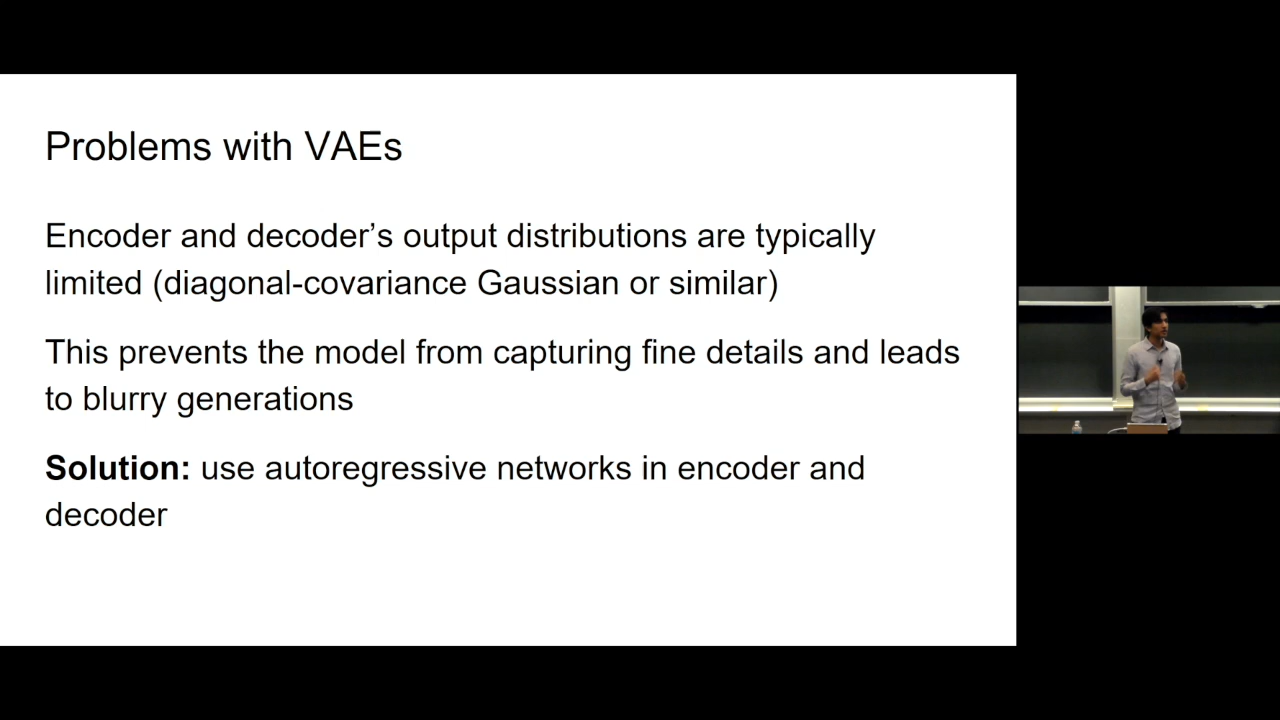 Problems with VAEs
Encoder and decoder’s output distributions are typically
limited (diagonal-covariance Gaussian or similar)
This prevents the model from capturing fine details and leads
to blurry generations
Solution: use autoregressive networks in encoder and
decoder